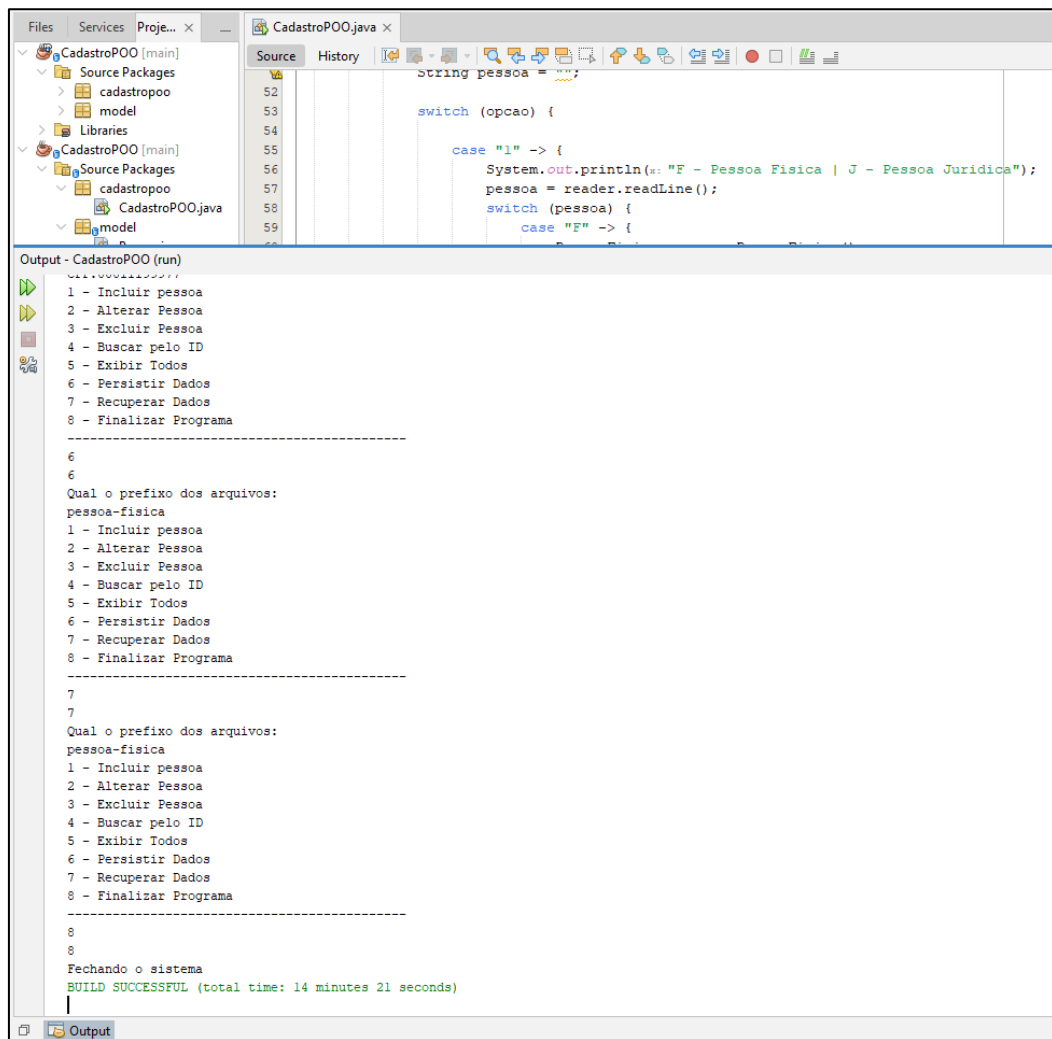 Files Services Proje... CadastroPOO.java
CadastroPOO [main]
Source Packages
cadastropoo
model
Libraries
CadastroPOO [main]
Source Packages
cadastropoo
CadastroPOO.java
model
Source History
String pessoa = "";
52
53 switch (opcao) {
54
55 case "1" -> {
56 System.out.println(x: "F - Pessoa Fisica | J - Pessoa Juridica");
57 pessoa = reader.readLine();
58 switch (pessoa) {
59 case "F" -> {
Output - CadastroPOO (run)
1 - Incluir pessoa
2 - Alterar Pessoa
3 - Excluir Pessoa
4 - Buscar pelo ID
5 - Exibir Todos
6 - Persistir Dados
7 - Recuperar Dados
8 - Finalizar Programa
---------------------------------------------
6
6
Qual o prefixo dos arquivos:
pessoa-fisica
1 - Incluir pessoa
2 - Alterar Pessoa
3 - Excluir Pessoa
4 - Buscar pelo ID
5 - Exibir Todos
6 - Persistir Dados
7 - Recuperar Dados
8 - Finalizar Programa
---------------------------------------------
7
7
Qual o prefixo dos arquivos:
pessoa-fisica
1 - Incluir pessoa
2 - Alterar Pessoa
3 - Excluir Pessoa
4 - Buscar pelo ID
5 - Exibir Todos
6 - Persistir Dados
7 - Recuperar Dados
8 - Finalizar Programa
---------------------------------------------
8
8
Fechando o sistema
BUILD SUCCESSFUL (total time: 14 minutes 21 seconds)
Output